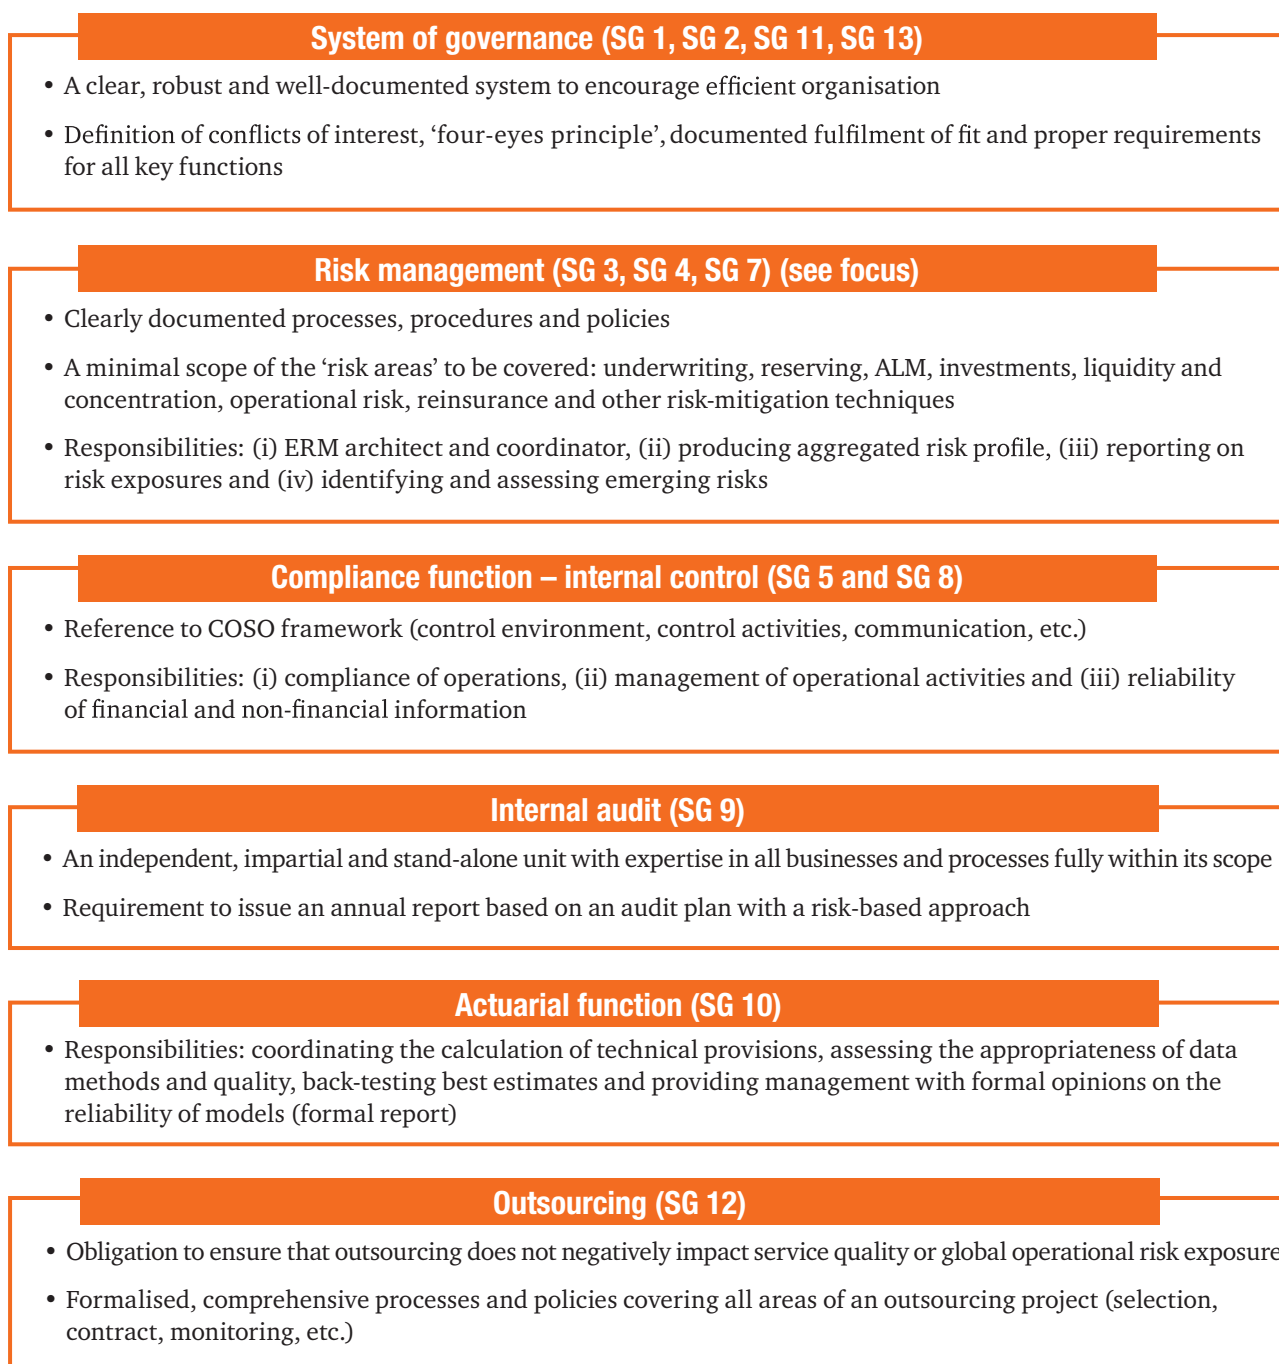 System of governance (SG 1, SG 2, SG 11, SG 13)
• A clear, robust and well-documented system to encourage efficient organisation
• Definition of conflicts of interest, ‘four-eyes principle’, documented fulfilment of fit and proper requirements
for all key functions
Risk management (SG 3, SG 4, SG 7) (see focus)
• Clearly documented processes, procedures and policies
• A minimal scope of the ‘risk areas’ to be covered: underwriting, reserving, ALM, investments, liquidity and
concentration, operational risk, reinsurance and other risk-mitigation techniques
• Responsibilities: (i) ERM architect and coordinator, (ii) producing aggregated risk profile, (iii) reporting on
risk exposures and (iv) identifying and assessing emerging risks
Compliance function – internal control (SG 5 and SG 8)
• Reference to COSO framework (control environment, control activities, communication, etc.)
• Responsibilities: (i) compliance of operations, (ii) management of operational activities and (iii) reliability
of financial and non-financial information
Internal audit (SG 9)
• An independent, impartial and stand-alone unit with expertise in all businesses and processes fully within its scope
• Requirement to issue an annual report based on an audit plan with a risk-based approach
Actuarial function (SG 10)
• Responsibilities: coordinating the calculation of technical provisions, assessing the appropriateness of data
methods and quality, back-testing best estimates and providing management with formal opinions on the
reliability of models (formal report)
Outsourcing (SG 12)
• Obligation to ensure that outsourcing does not negatively impact service quality or global operational risk exposure
• Formalised, comprehensive processes and policies covering all areas of an outsourcing project (selection,
contract, monitoring, etc.)